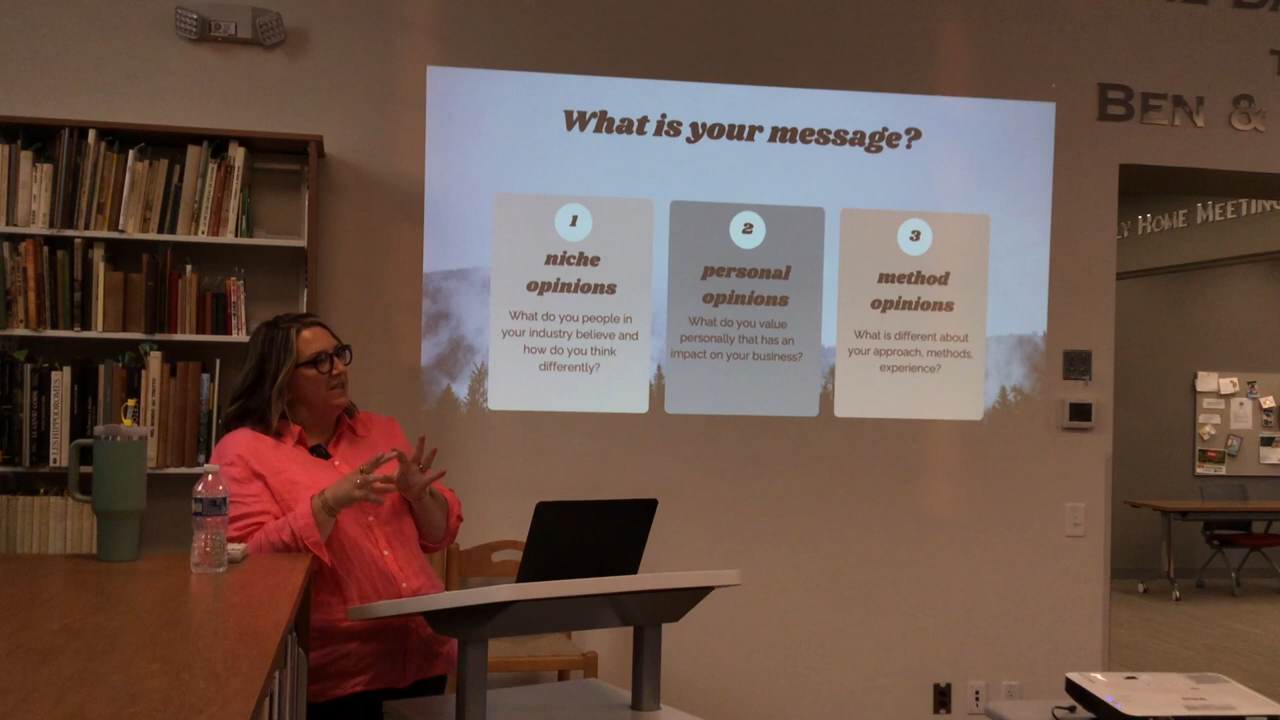 What is your message?
1
niche
opinions
What do you people in
your industry believe and
how do you think
differently?
2
personal
opinions
What do you value
personally that has an
impact on your business?
3
method
opinions
What is different about
your approach, methods,
experience?
BEN &
LY HOME MEETING
LES HIPPODROMES